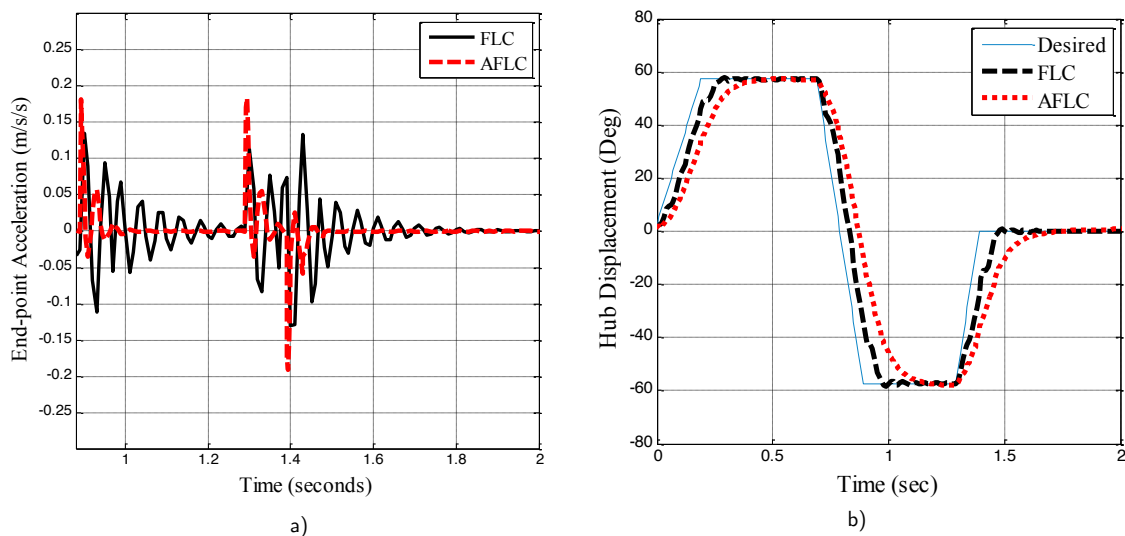 0.25
0.2
0.15
0.1
0.05
0
-0.05
-0.1
-0.15
-0.2
-0.25
End-point Acceleration (m/s/s)
FLC
AFLC
1
1.2
1.4
1.6
1.8
2
Time (seconds)
a)
80
60
40
20
0
-20
-40
-60
-80
Hub Displacement (Deg)
Desired
FLC
AFLC
0
0.5
1
1.5
2
Time (sec)
b)